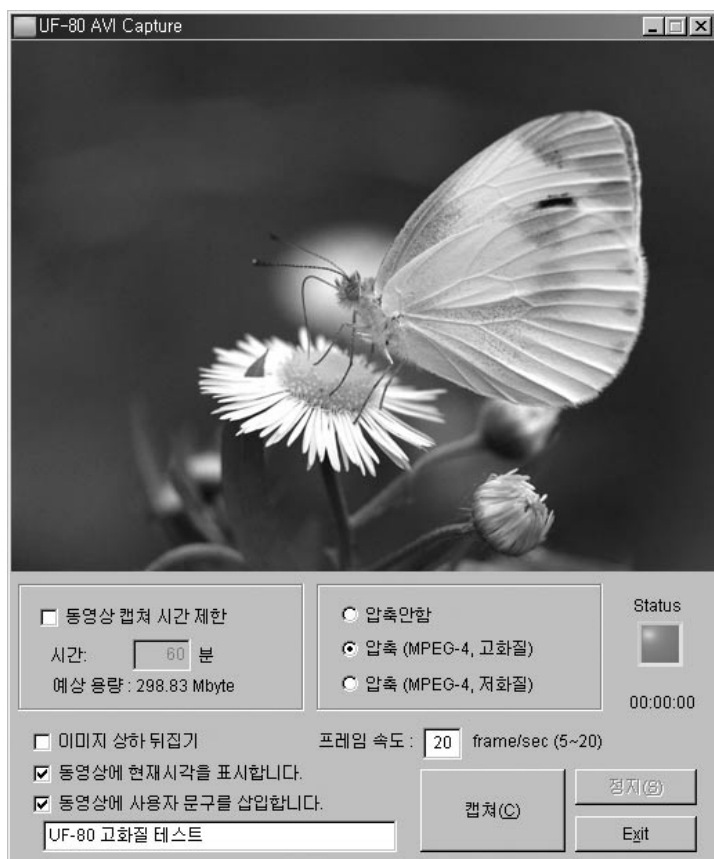 UF-80 AVI Capture
동영상 캡쳐 시간 제한
시간: 60 분
예상 용량 : 298.83 Mbyte
압축안함
압축 (MPEG-4, 고화질)
압축 (MPEG-4, 저화질)
Status
00:00:00
이미지 상하 뒤집기
프레임 속도 : 20 frame/sec (5~20)
동영상에 현재시각을 표시합니다.
동영상에 사용자 문구를 삽입합니다.
UF-80 고화질 테스트
캡쳐(C)
정지(S)
Exit